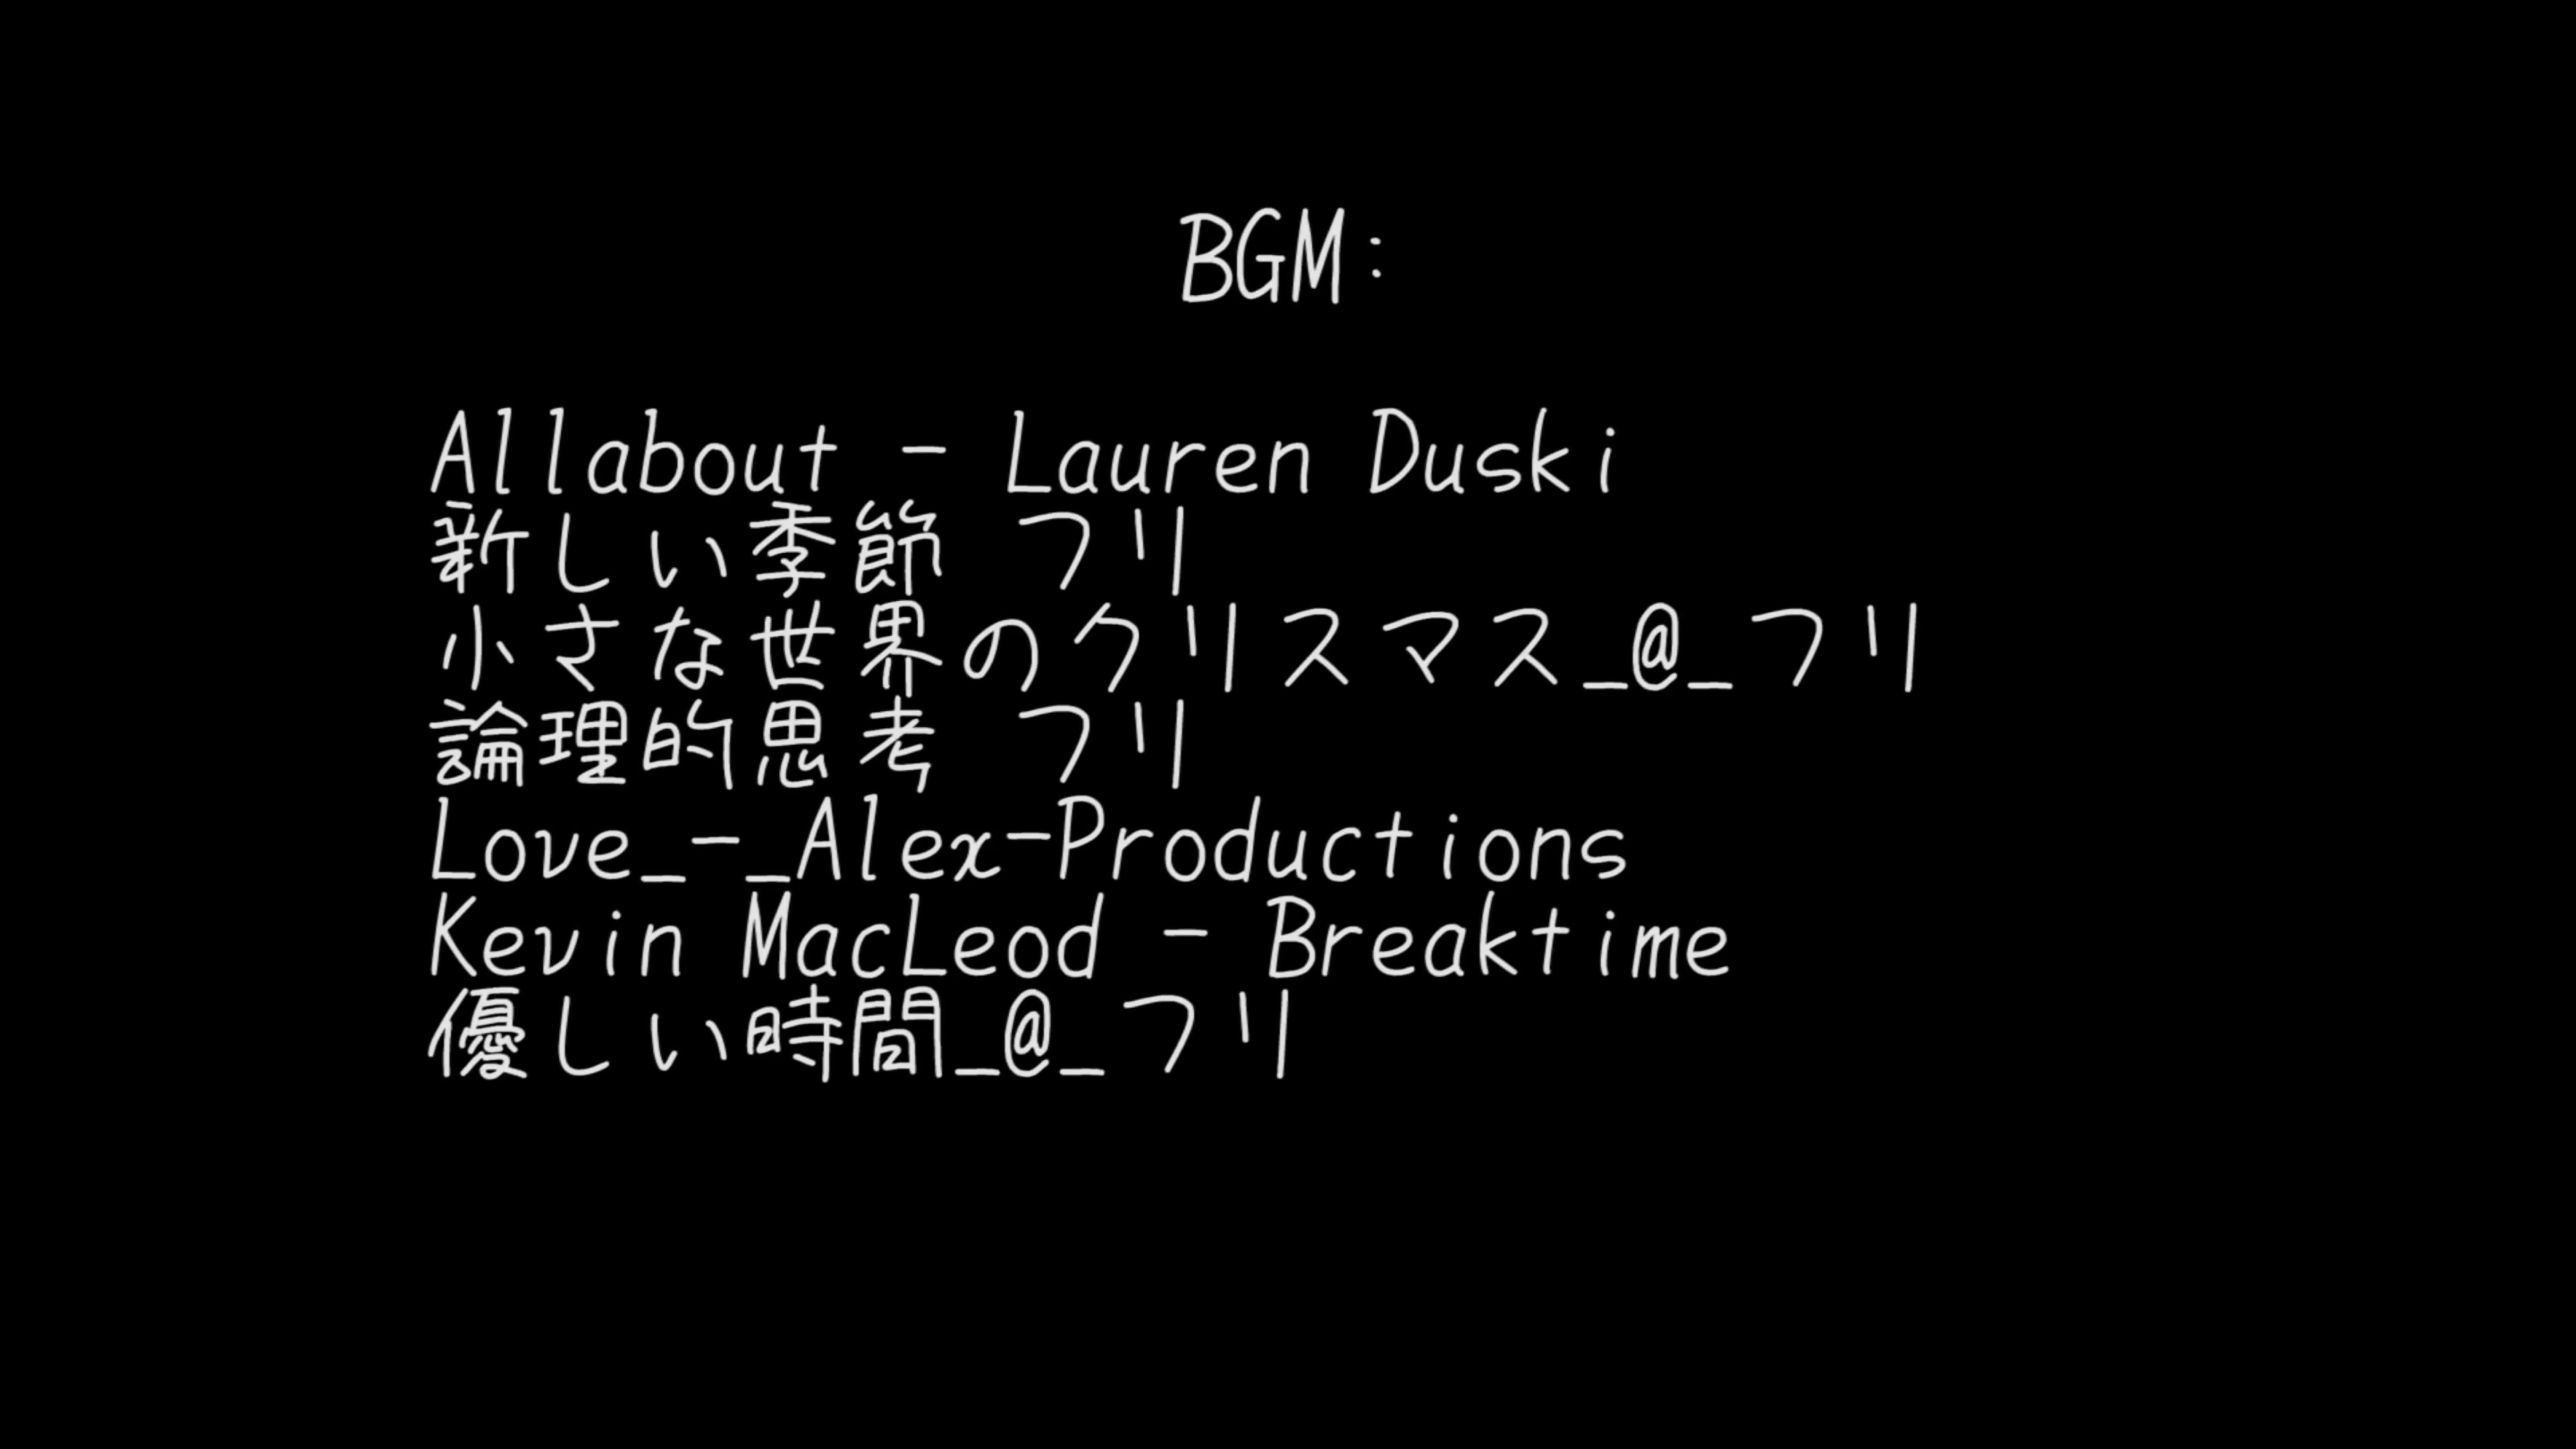 BGM:
Allabout - Lauren Duski
新しい季節 フリ
小さな世界のクリスマス_@_フリ
論理的思考 フリ
Love_-_Alex-Productions
Kevin MacLeod - Breaktime
優しい時間_@_フリ